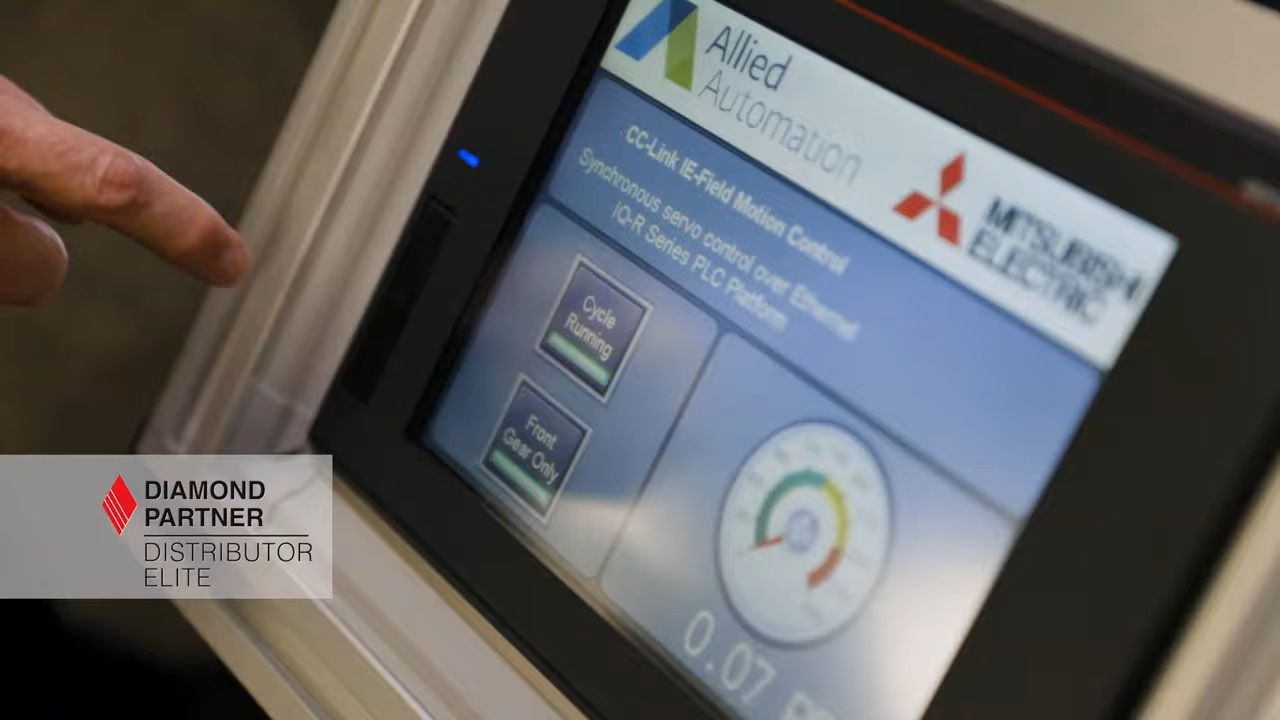 Allied
Automation
MITSUBISHI
ELECTRIC
CC-Link IE-Field Motion Control
Synchronous servo control over Ethernet
iQ-R Series PLC Platform
Cycle
Running
Front
Gear Only
0.07
DIAMOND
PARTNER
DISTRIBUTOR
ELITE